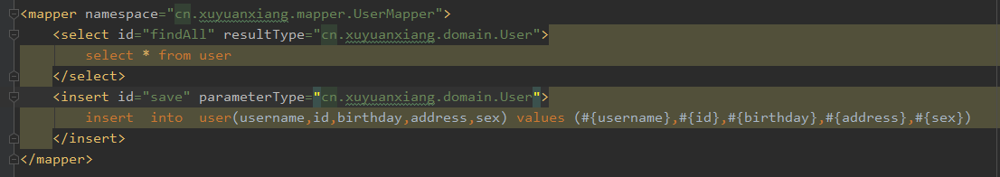 <mapper namespace="cn.xuyuanxiang.mapper.UserMapper">
<select id="findAll" resultType="cn.xuyuanxiang.domain.User">
select * from user
</select>
<insert id="save" parameterType="cn.xuyuanxiang.domain.User">
insert  into  user(username,id,birthday,address,sex) values (#{username},#{id},#{birthday},#{address},#{sex})
</insert>
</mapper>